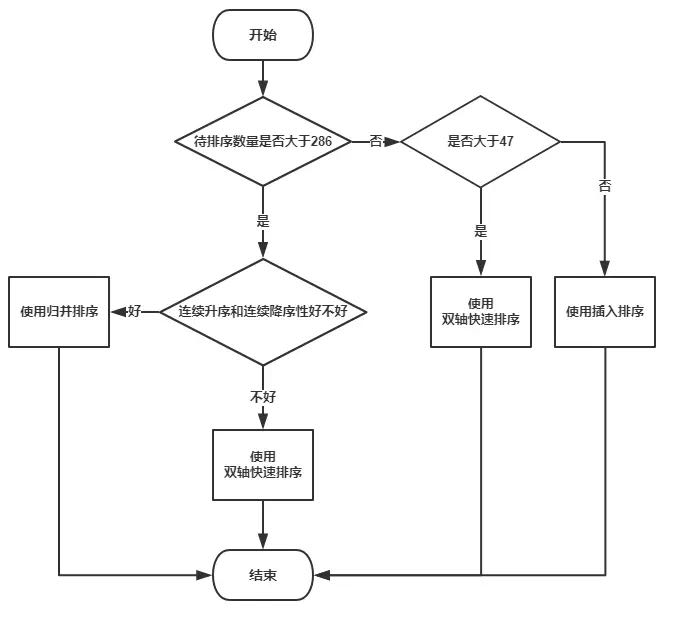 开始
待排序数量是否大于286
否
是否大于47
是
否
是
使用归并排序
好
连续升序和连续降序性好不好
使用
双轴快速排序
使用插入排序
不好
使用
双轴快速排序
结束